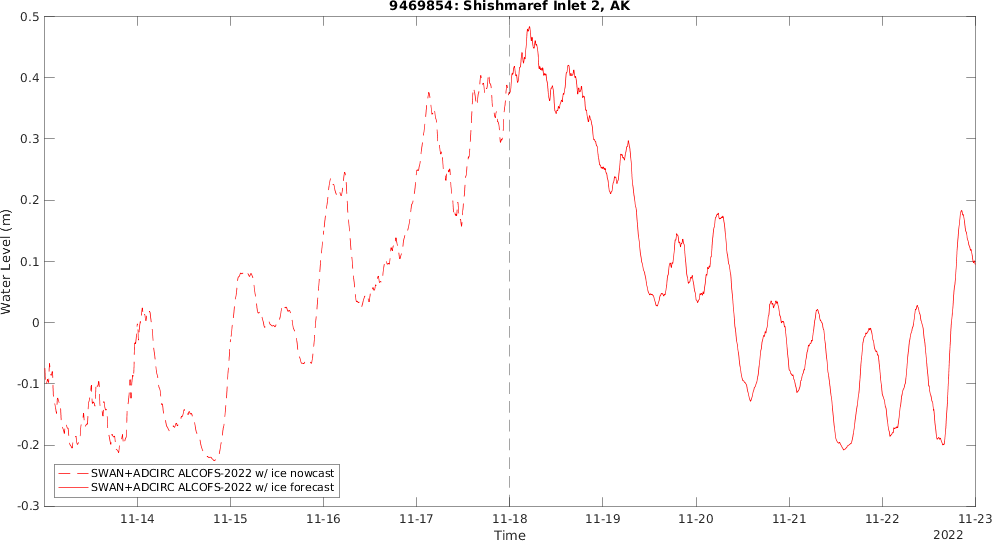 9469854: Shishmaref Inlet 2, AK
0.5
0.4
0.3
0.2
0.1
0
-0.1
-0.2
-0.3
Water Level (m)
SWAN+ADCIRC ALCOFS-2022 w/ ice nowcast
SWAN+ADCIRC ALCOFS-2022 w/ ice forecast
11-14 11-15 11-16 11-17 11-18 11-19 11-20 11-21 11-22 11-23
Time
2022